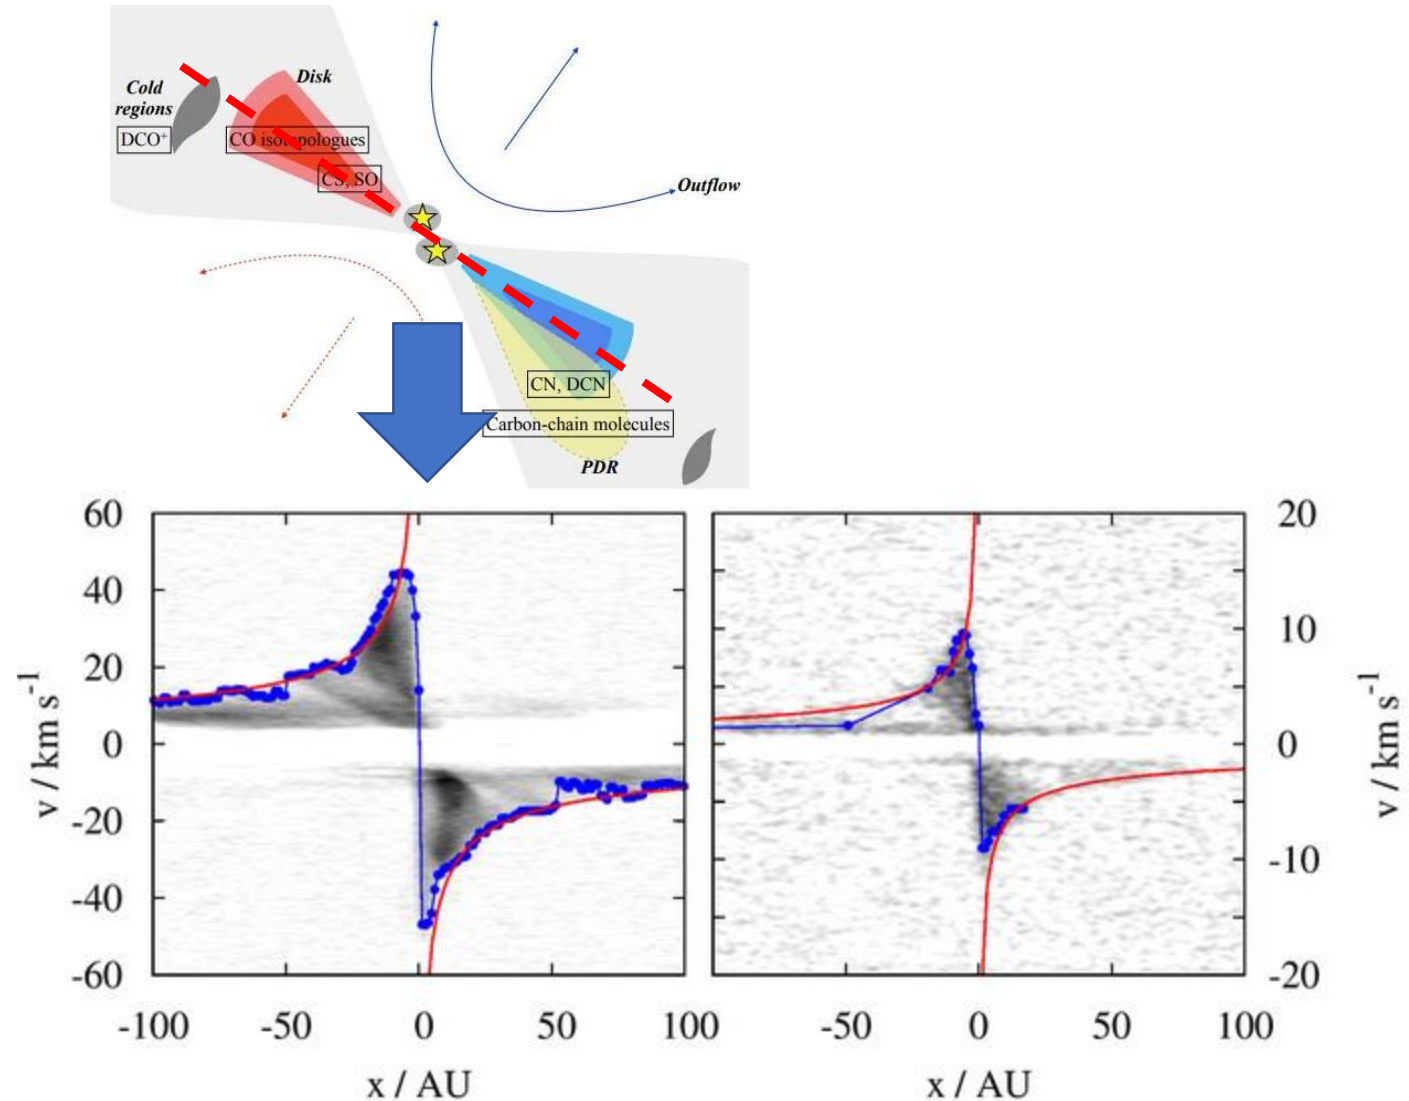 Disk
Cold
regions
DCO⁺
CO isotopologues
CS, SO
Outflow
CN, DCN
Carbon-chain molecules
PDR
60
40
20
0
-20
-40
-60
v / km s⁻¹
-100 -50 0 50 100
x / AU
20
10
0
-10
-20
v / km s⁻¹
-50 0 50 100
x / AU